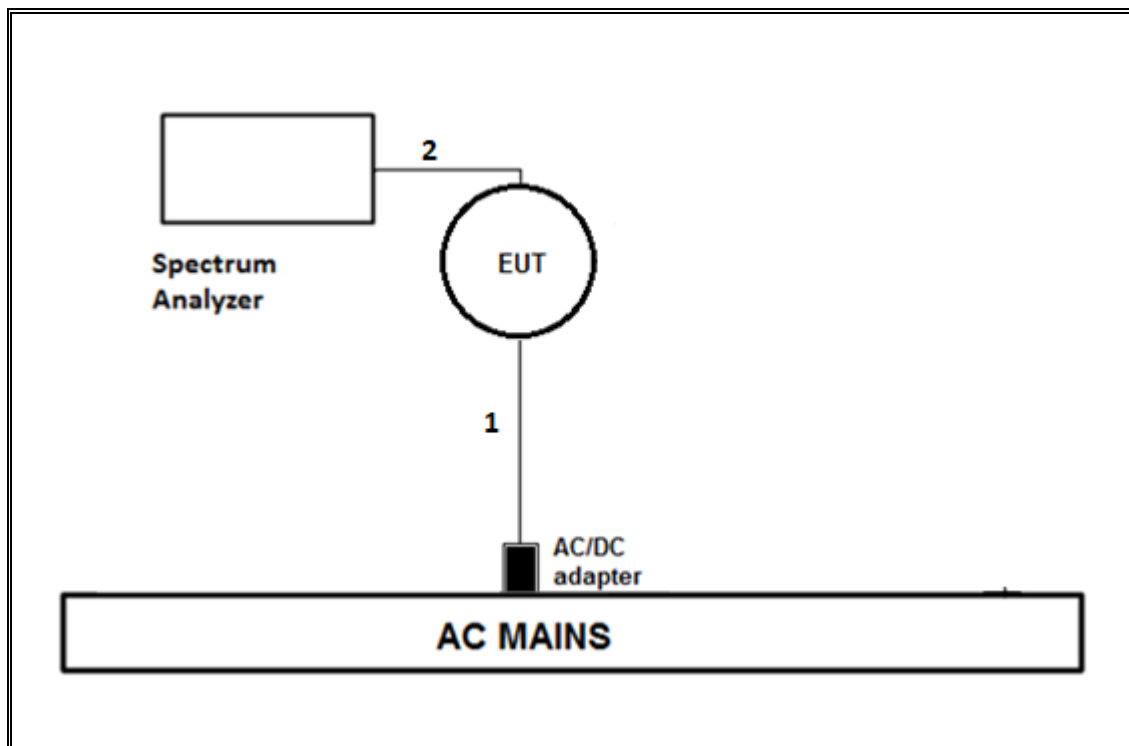 2
Spectrum
Analyzer
EUT
1
AC/DC
adapter
AC MAINS